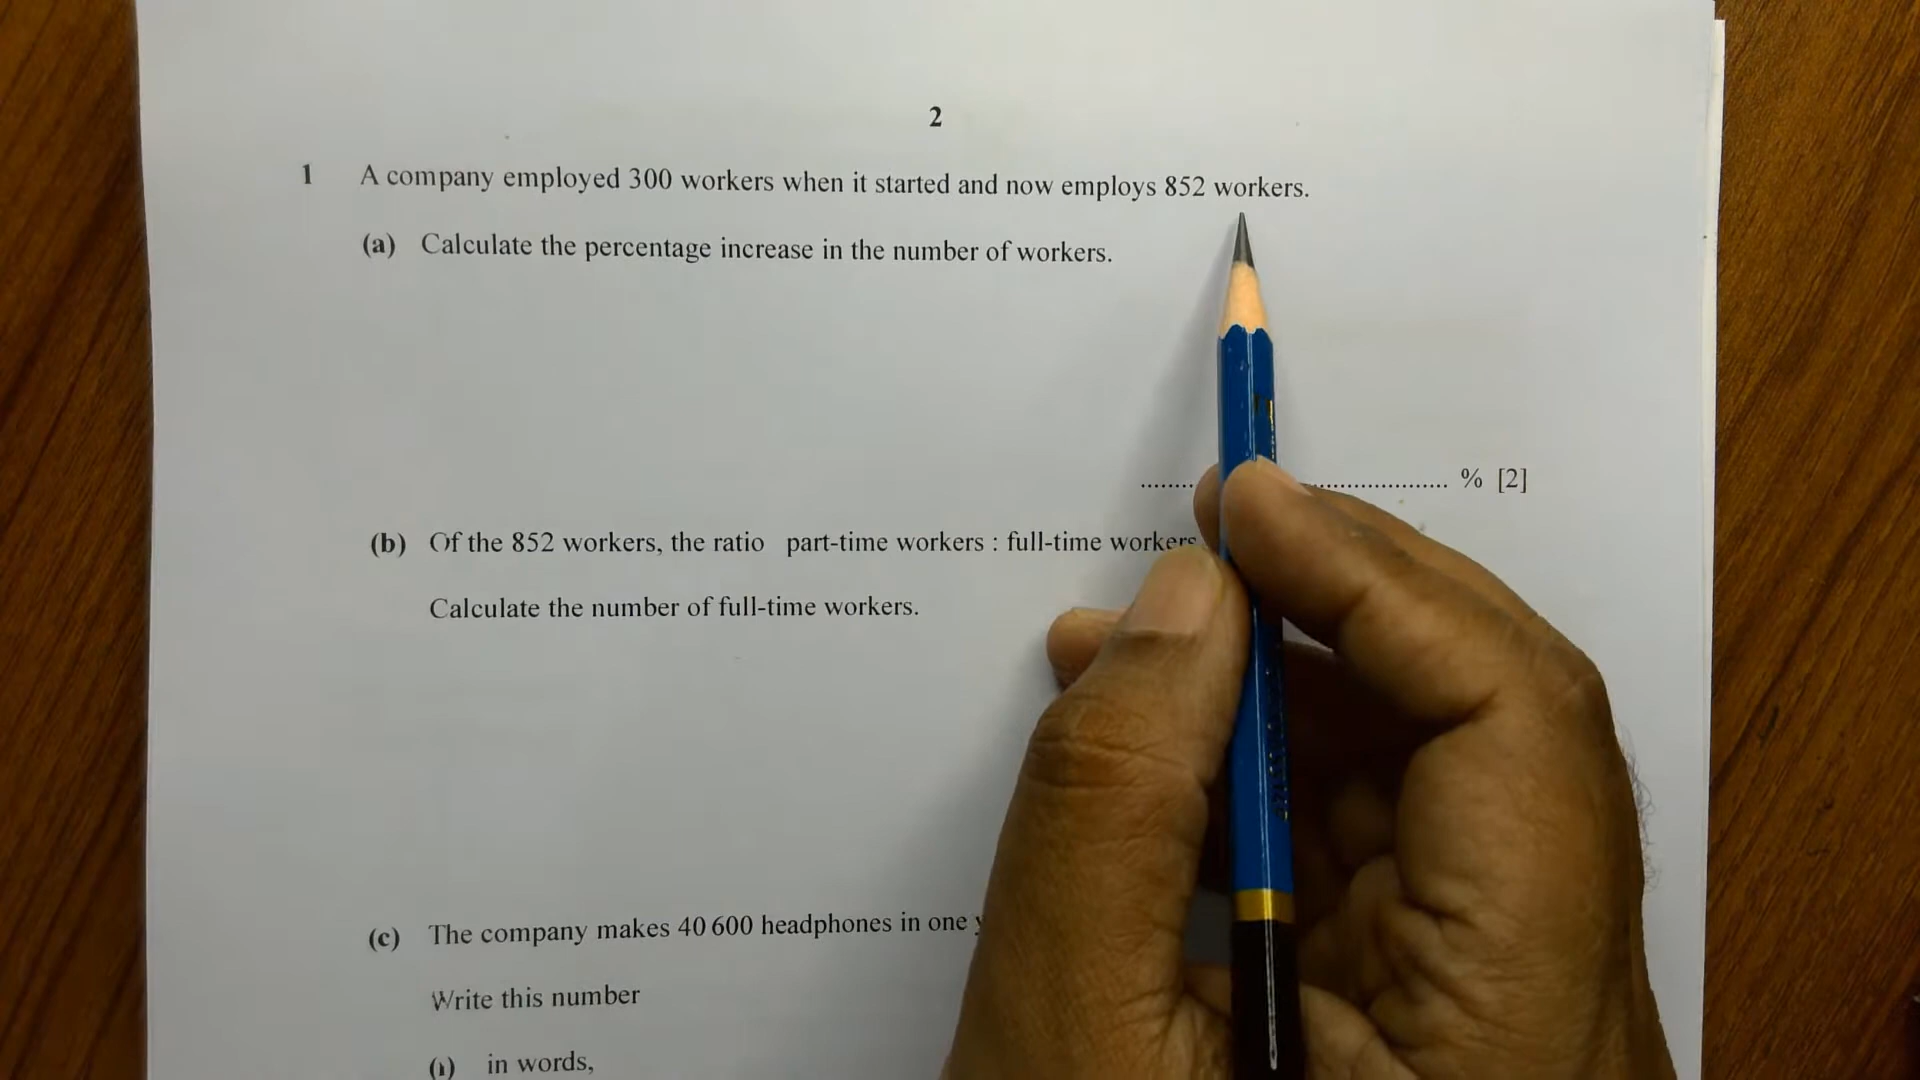 2
1 A company employed 300 workers when it started and now employs 852 workers.
(a) Calculate the percentage increase in the number of workers.
.................... % [2]
(b) Of the 852 workers, the ratio part-time workers : full-time workers
Calculate the number of full-time workers.
(c) The company makes 40 600 headphones in one
Write this number
(i) in words,